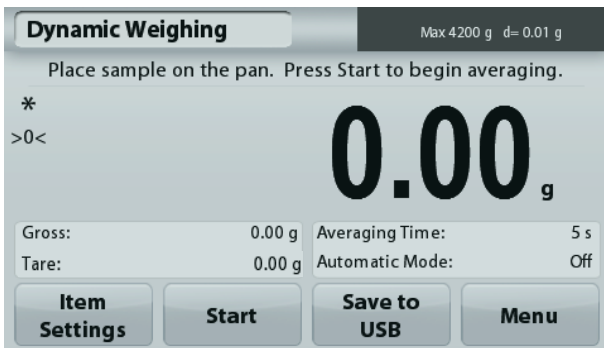 Dynamic Weighing
Max 4200 g d= 0.01 g
Place sample on the pan. Press Start to begin averaging.
*
>0<
0.00 g
Gross: 0.00 g
Tare: 0.00 g
Averaging Time: 5 s
Automatic Mode: Off
Item
Settings
Start
Save to
USB
Menu